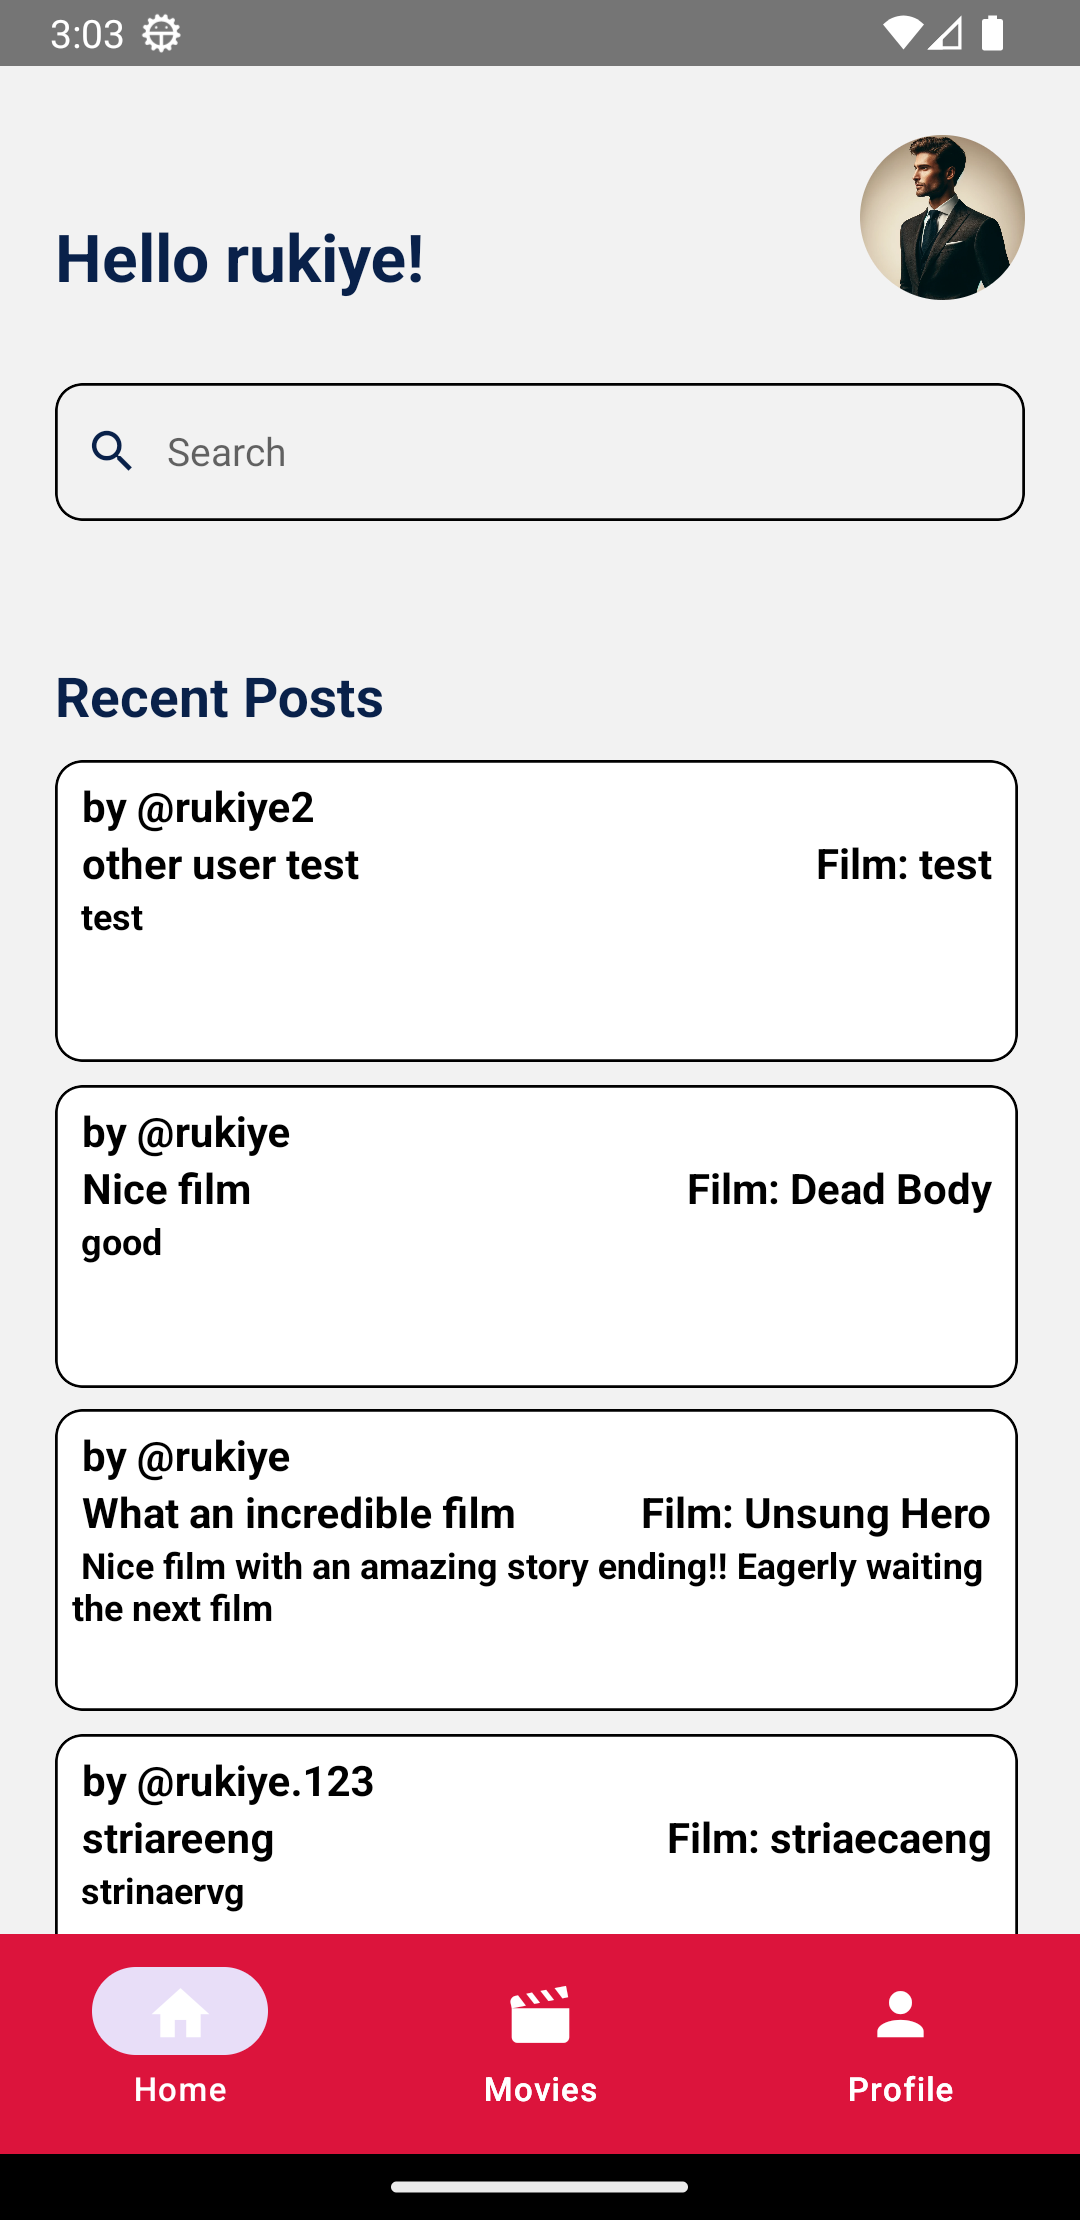 3:03
Hello rukiye!
Search
Recent Posts
by @rukiye2
other user test Film: test
test
by @rukiye
Nice film Film: Dead Body
good
by @rukiye
What an incredible film Film: Unsung Hero
Nice film with an amazing story ending!! Eagerly waiting
the next film
by @rukiye.123
striareeng Film: striaecaeng
strinaervg
Home Movies Profile